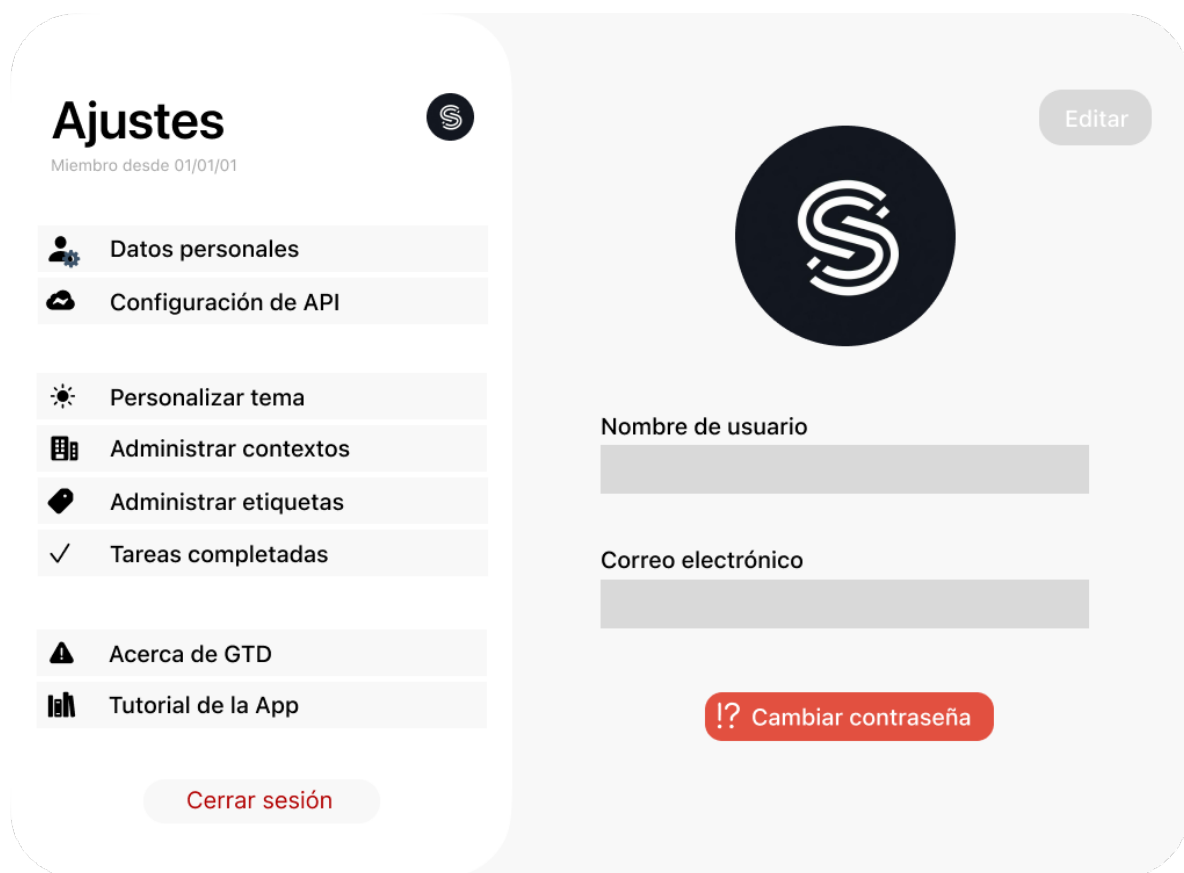 Ajustes
Miembro desde 01/01/01
Datos personales
Configuración de API
Personalizar tema
Administrar contextos
Administrar etiquetas
Tareas completadas
Acerca de GTD
Tutorial de la App
Cerrar sesión
Editar
Nombre de usuario
Correo electrónico
!? Cambiar contraseña